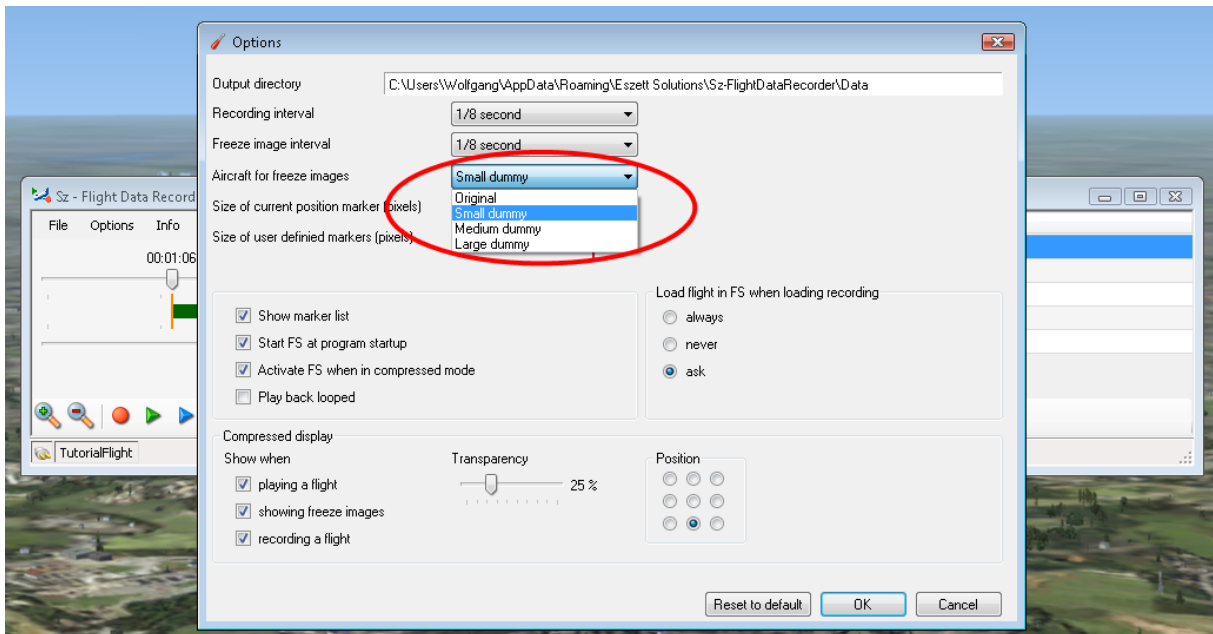 Options
Output directory C:\Users\Wolfgang\AppData\Roaming\Eszett Solutions\Sz-FlightDataRecorder\Data
Recording interval 1/8 second
Freeze image interval 1/8 second
Aircraft for freeze images Small dummy
Original
Small dummy
Medium dummy
Large dummy
Size of current position marker (pixels)
Size of user definied markers (pixels)
Sz - Flight Data Record
File Options Info
00:01:06
TutorialFlight
Show marker list
Start FS at program startup
Activate FS when in compressed mode
Play back looped
Load flight in FS when loading recording
always
never
ask
Compressed display
Show when
playing a flight
showing freeze images
recording a flight
Transparency
25 %
Position
Reset to default OK Cancel